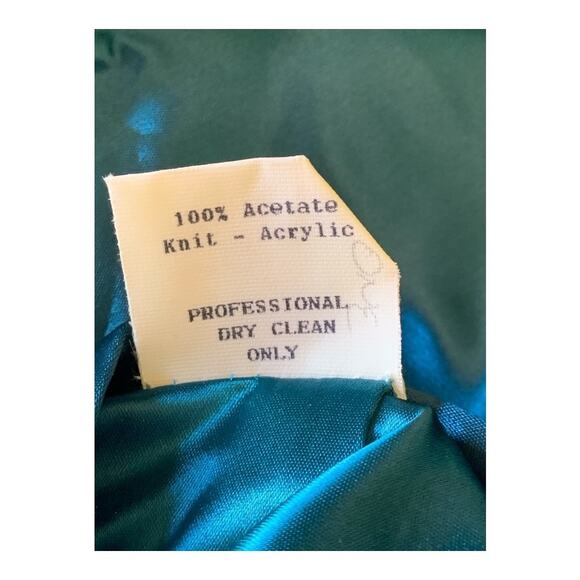 100% Acetate
Knit - Acrylic
PROFESSIONAL
DRY CLEAN
ONLY